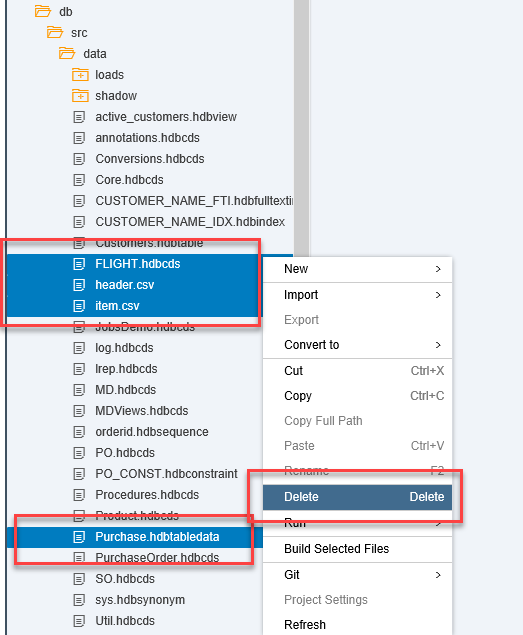 db
src
data
loads
shadow
active_customers.hdbview
annotations.hdbcds
Conversions.hdbcds
Core.hdbcds
CUSTOMER_NAME_FTI.hdbfulltextin
CUSTOMER_NAME_IDX.hdbindex
Customers.hdbtable
FLIGHT.hdbcds
header.csv
item.csv
JobsDemo.hdbcds
log.hdbcds
lrep.hdbcds
MD.hdbcds
MDViews.hdbcds
orderid.hdbsequence
PO.hdbcds
PO_CONST.hdbconstraint
Procedures.hdbcds
Product.hdbcds
Purchase.hdbtabledata
PurchaseOrder.hdbcds
SO.hdbcds
sys.hdbsynonym
Util.hdbcds
New >
Import >
Export
Convert to >
Cut Ctrl+X
Copy Ctrl+C
Copy Full Path
Paste Ctrl+V
Rename F2
Delete Delete
Run >
Build Selected Files
Git >
Project Settings
Refresh